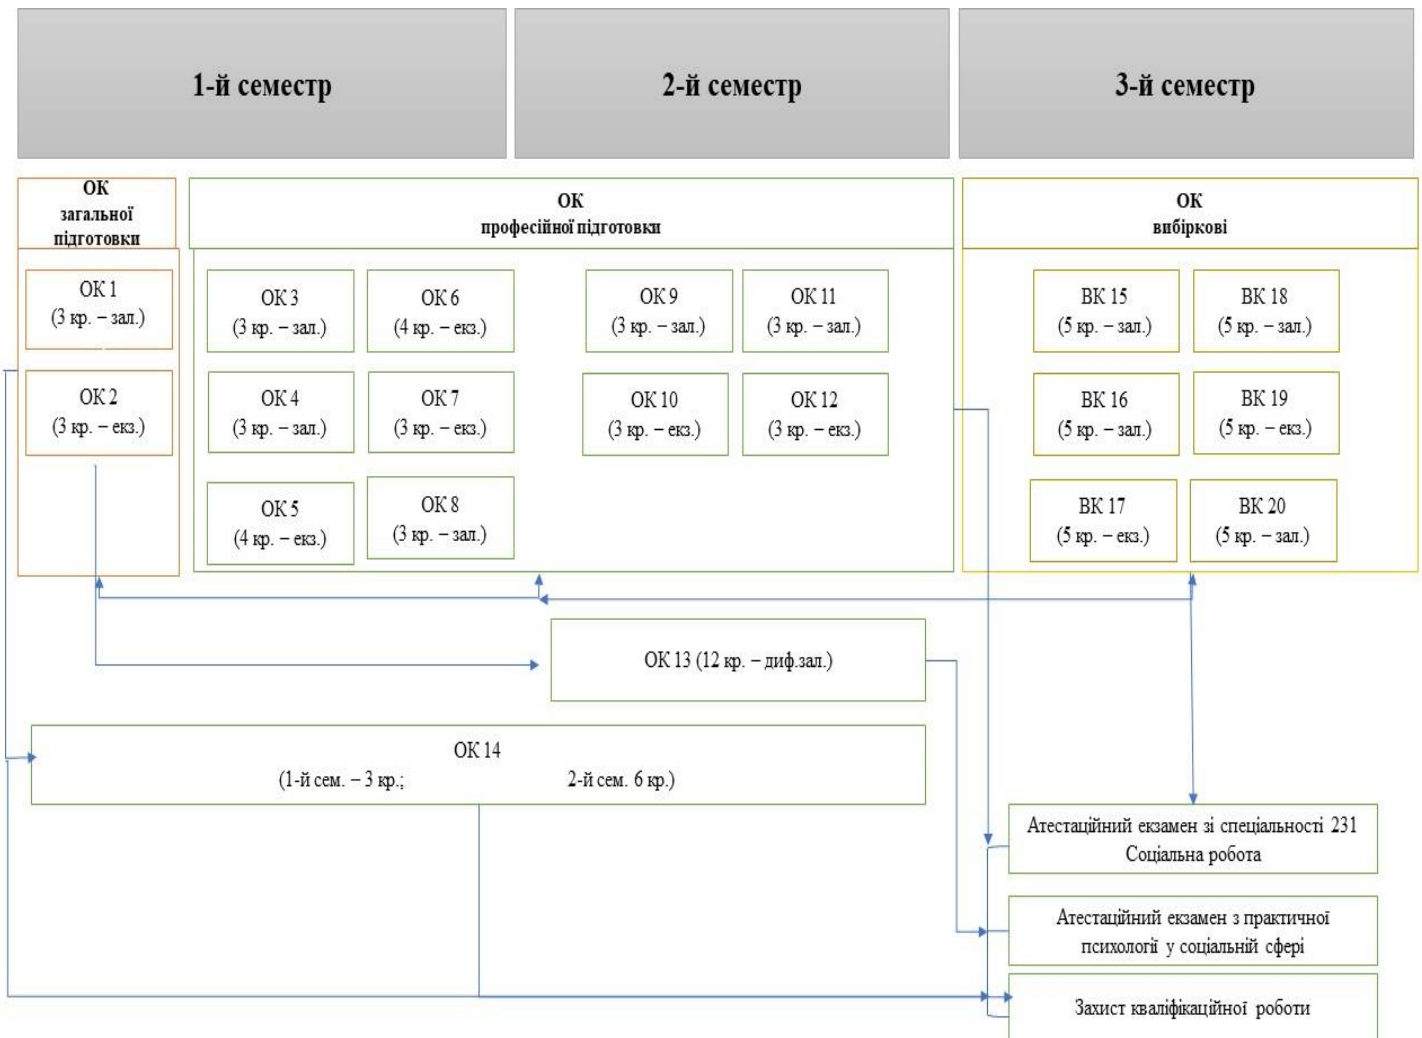 1-й семестр
2-й семестр
3-й семестр
ОК
загальної
підготовки
ОК
професійної підготовки
ОК
вибіркові
ОК 1
(3 кр. – зал.)
ОК 2
(3 кр. – екз.)
ОК 3
(3 кр. – зал.)
ОК 6
(4 кр. – екз.)
ОК 9
(3 кр. – зал.)
ОК 11
(3 кр. – зал.)
ОК 4
(3 кр. – зал.)
ОК 7
(3 кр. – екз.)
ОК 10
(3 кр. – екз.)
ОК 12
(3 кр. – екз.)
ОК 5
(4 кр. – екз.)
ОК 8
(3 кр. – зал.)
ВК 15
(5 кр. – зал.)
ВК 18
(5 кр. – зал.)
ВК 16
(5 кр. – зал.)
ВК 19
(5 кр. – екз.)
ВК 17
(5 кр. – екз.)
ВК 20
(5 кр. – зал.)
ОК 13 (12 кр. – диф.зал.)
ОК 14
(1-й сем. – 3 кр.; 2-й сем. 6 кр.)
Атестаційний екзамен зі спеціальності 231
Соціальна робота
Атестаційний екзамен з практичної
психології у соціальній сфері
Захист кваліфікаційної роботи